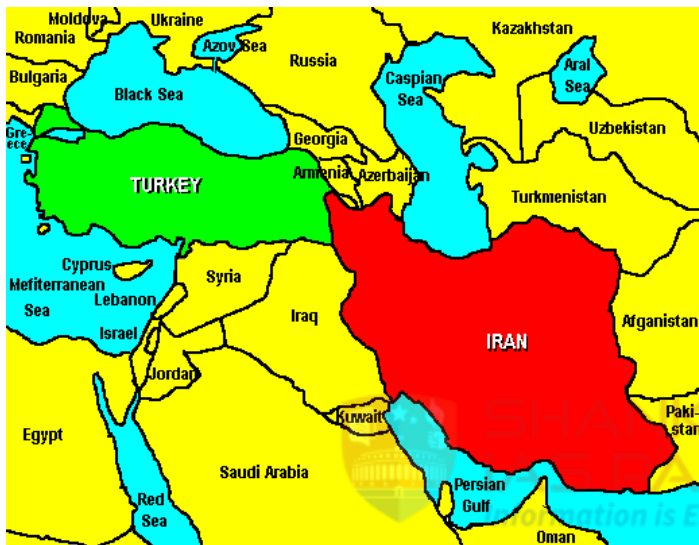 Moldova
Ukraine
Romania
Azov Sea
Russia
Kazakhstan
Bulgaria
Black Sea
Caspian
Sea
Aral
Sea
Gre-
ece
Georgia
Uzbekistan
Armenia
Azerbaijan
TURKEY
Turkmenistan
Cyprus
Syria
Mefiterranean
Sea
Lebanon
Iraq
Afganistan
Israel
IRAN
Jordan
Kuwait
Paki-
stan
Egypt
Saudi Arabia
Persian
Gulf
Red
Sea
Oman
Information is E